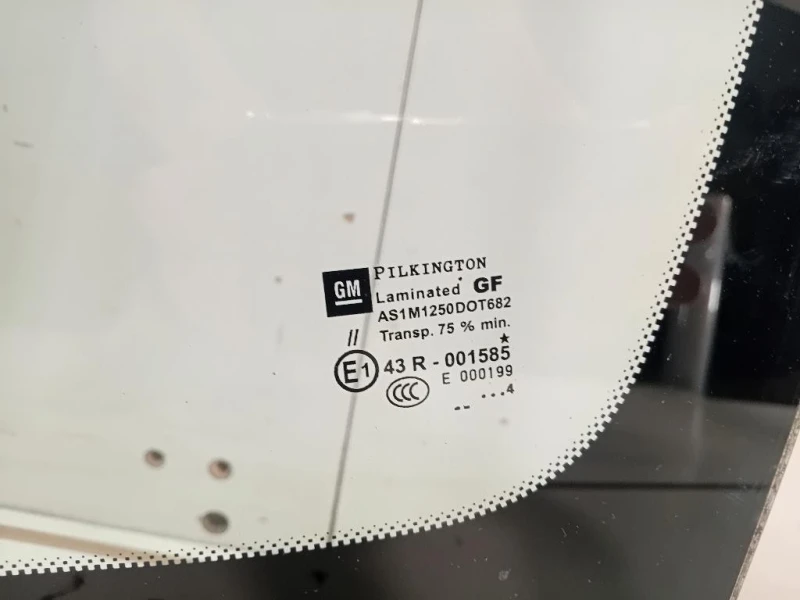 GM
PILKINGTON
Laminated GF
AS1M1250DOT682
Transp. 75 % min.
//
E1 43 R - 001585
CCC E 000199
-- ...4